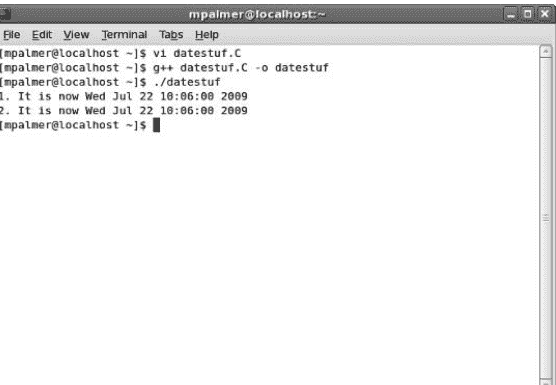 mpalmer@localhost:~
File Edit View Terminal Tabs Help
[mpalmer@localhost ~]$ vi datestuf.C
[mpalmer@localhost ~]$ g++ datestuf.C -o datestuf
[mpalmer@localhost ~]$ ./datestuf
1. It is now Wed Jul 22 10:06:00 2009
2. It is now Wed Jul 22 10:06:00 2009
[mpalmer@localhost ~]$